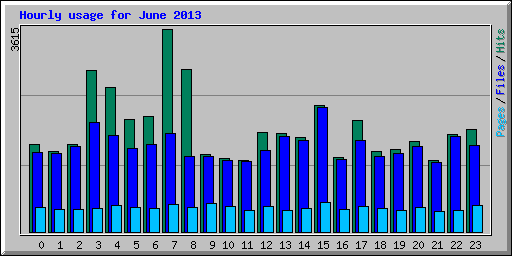 Hourly usage for June 2013
3615
Pages / Files / Hits
0 1 2 3 4 5 6 7 8 9 10 11 12 13 14 15 16 17 18 19 20 21 22 23